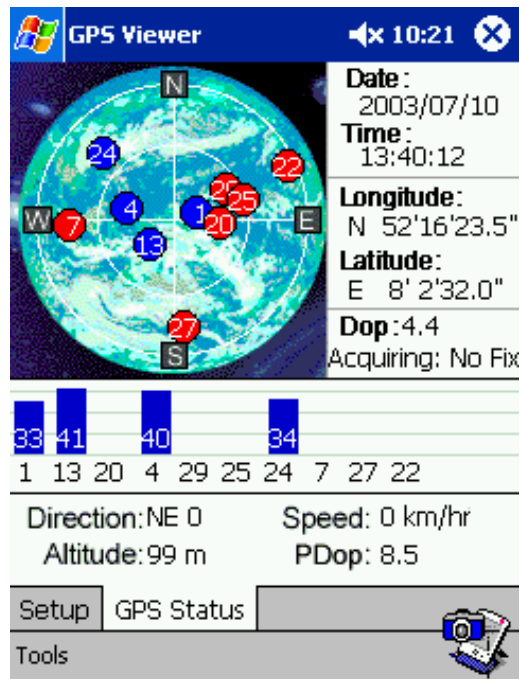 GPS Viewer 10:21
N
24
22
29
25
4
1
20
W
7
E
13
27
S
Date:
2003/07/10
Time:
13:40:12
Longitude:
N 52'16'23.5"
Latitude:
E 8' 2'32.0"
Dop:4.4
Acquiring: No Fix
33 41 40 34
1 13 20 4 29 25 24 7 27 22
Direction: NE 0 Speed: 0 km/hr
Altitude: 99 m PDop: 8.5
Setup GPS Status
Tools